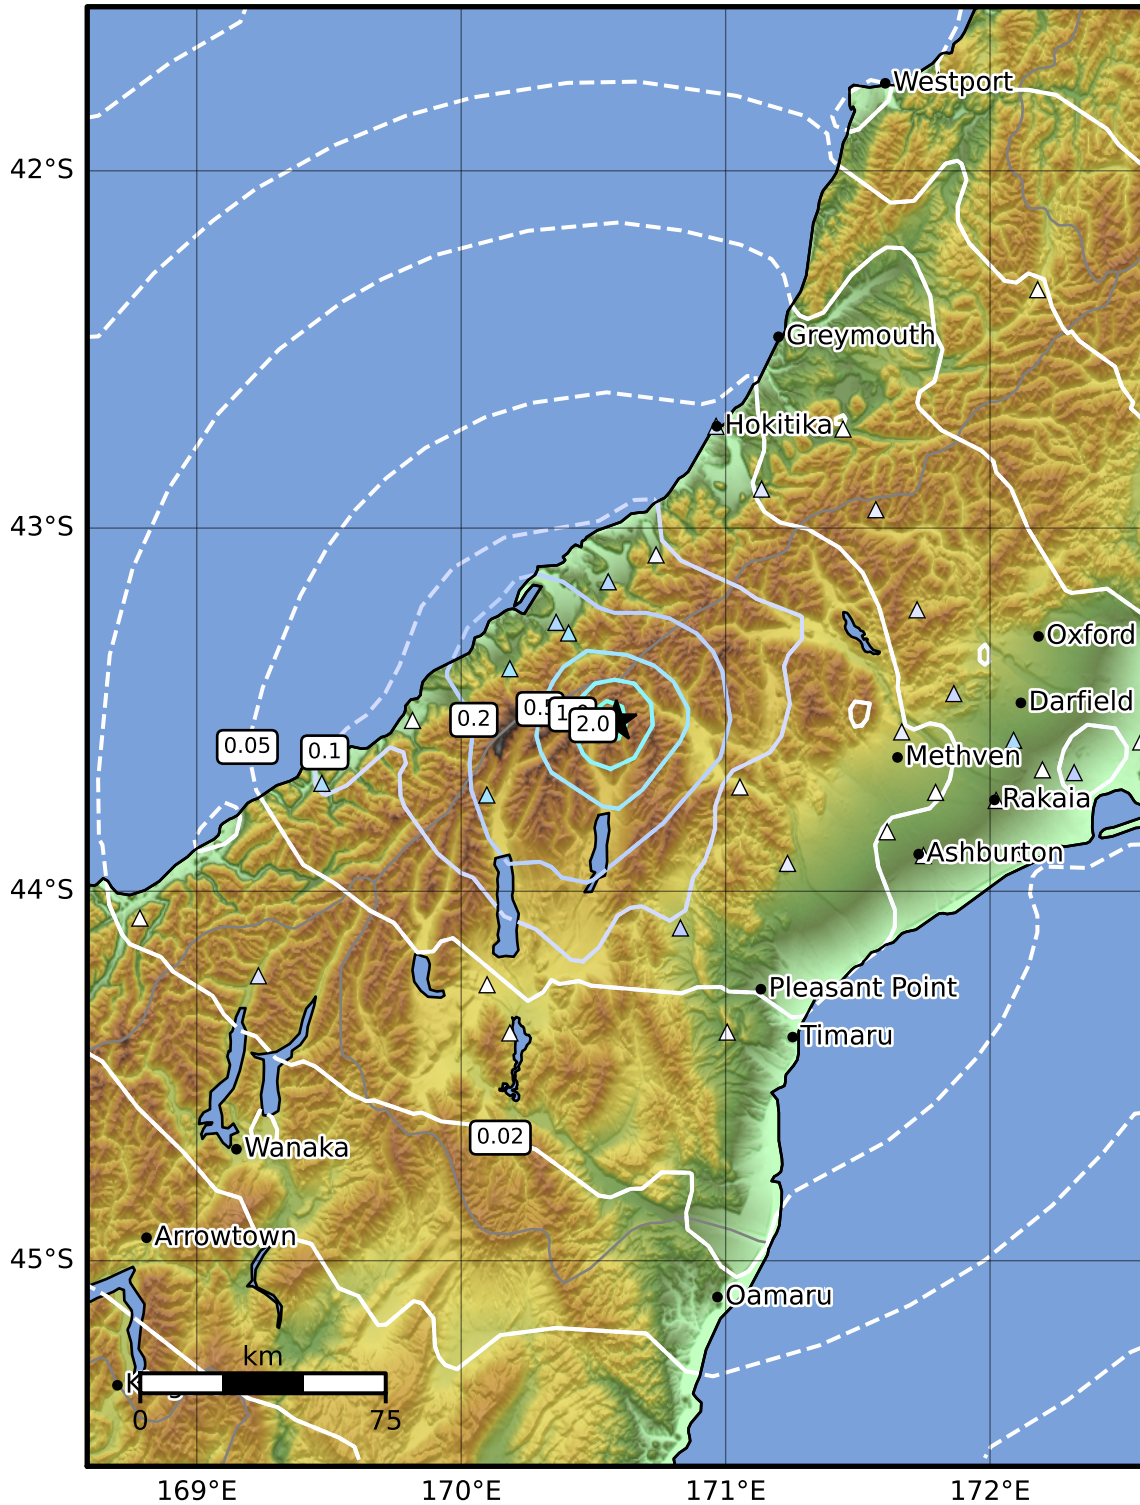 Westport
42°S
Greymouth
Hokitika
43°S
Oxford
Darfield
0.2
2.0
0.05
0.1
Methven
Rakaia
Ashburton
44°S
Pleasant Point
Timaru
0.02
Wanaka
Arrowtown
45°S
Oamaru
km
0
75
169°E
170°E
171°E
172°E